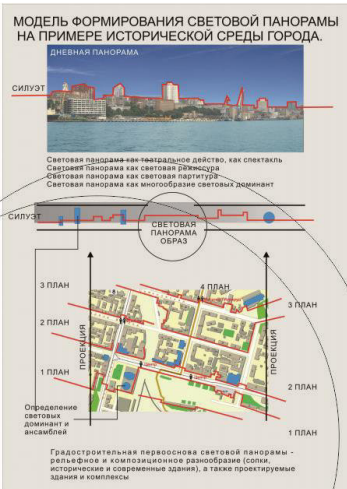 МОДЕЛЬ ФОРМИРОВАНИЯ СВЕТОВОЙ ПАНОРАМЫ
НА ПРИМЕРЕ ИСТОРИЧЕСКОЙ СРЕДЫ ГОРОДА.
ДНЕВНАЯ ПАНОРАМА
СИЛУЭТ
Световая панорама как театральное действо, как спектакль
Световая панорама как световая режиссура
Световая панорама как световая партитура
Световая панорама как многообразие световых доминант
СИЛУЭТ
СВЕТОВАЯ
ПАНОРАМА
ОБРАЗ
3 ПЛАН
4 ПЛАН
3 ПЛАН
2 ПЛАН
ПРОЕКЦИЯ
ПРОЕКЦИЯ
1 ПЛАН
2 ПЛАН
Определение
световых
доминант и
ансамблей
1 ПЛАН
Градостроительная первооснова световой панорамы -
рельефное и композиционное разнообразие (сопки,
исторические и современные здания), а также проектируемые
здания и комплексы